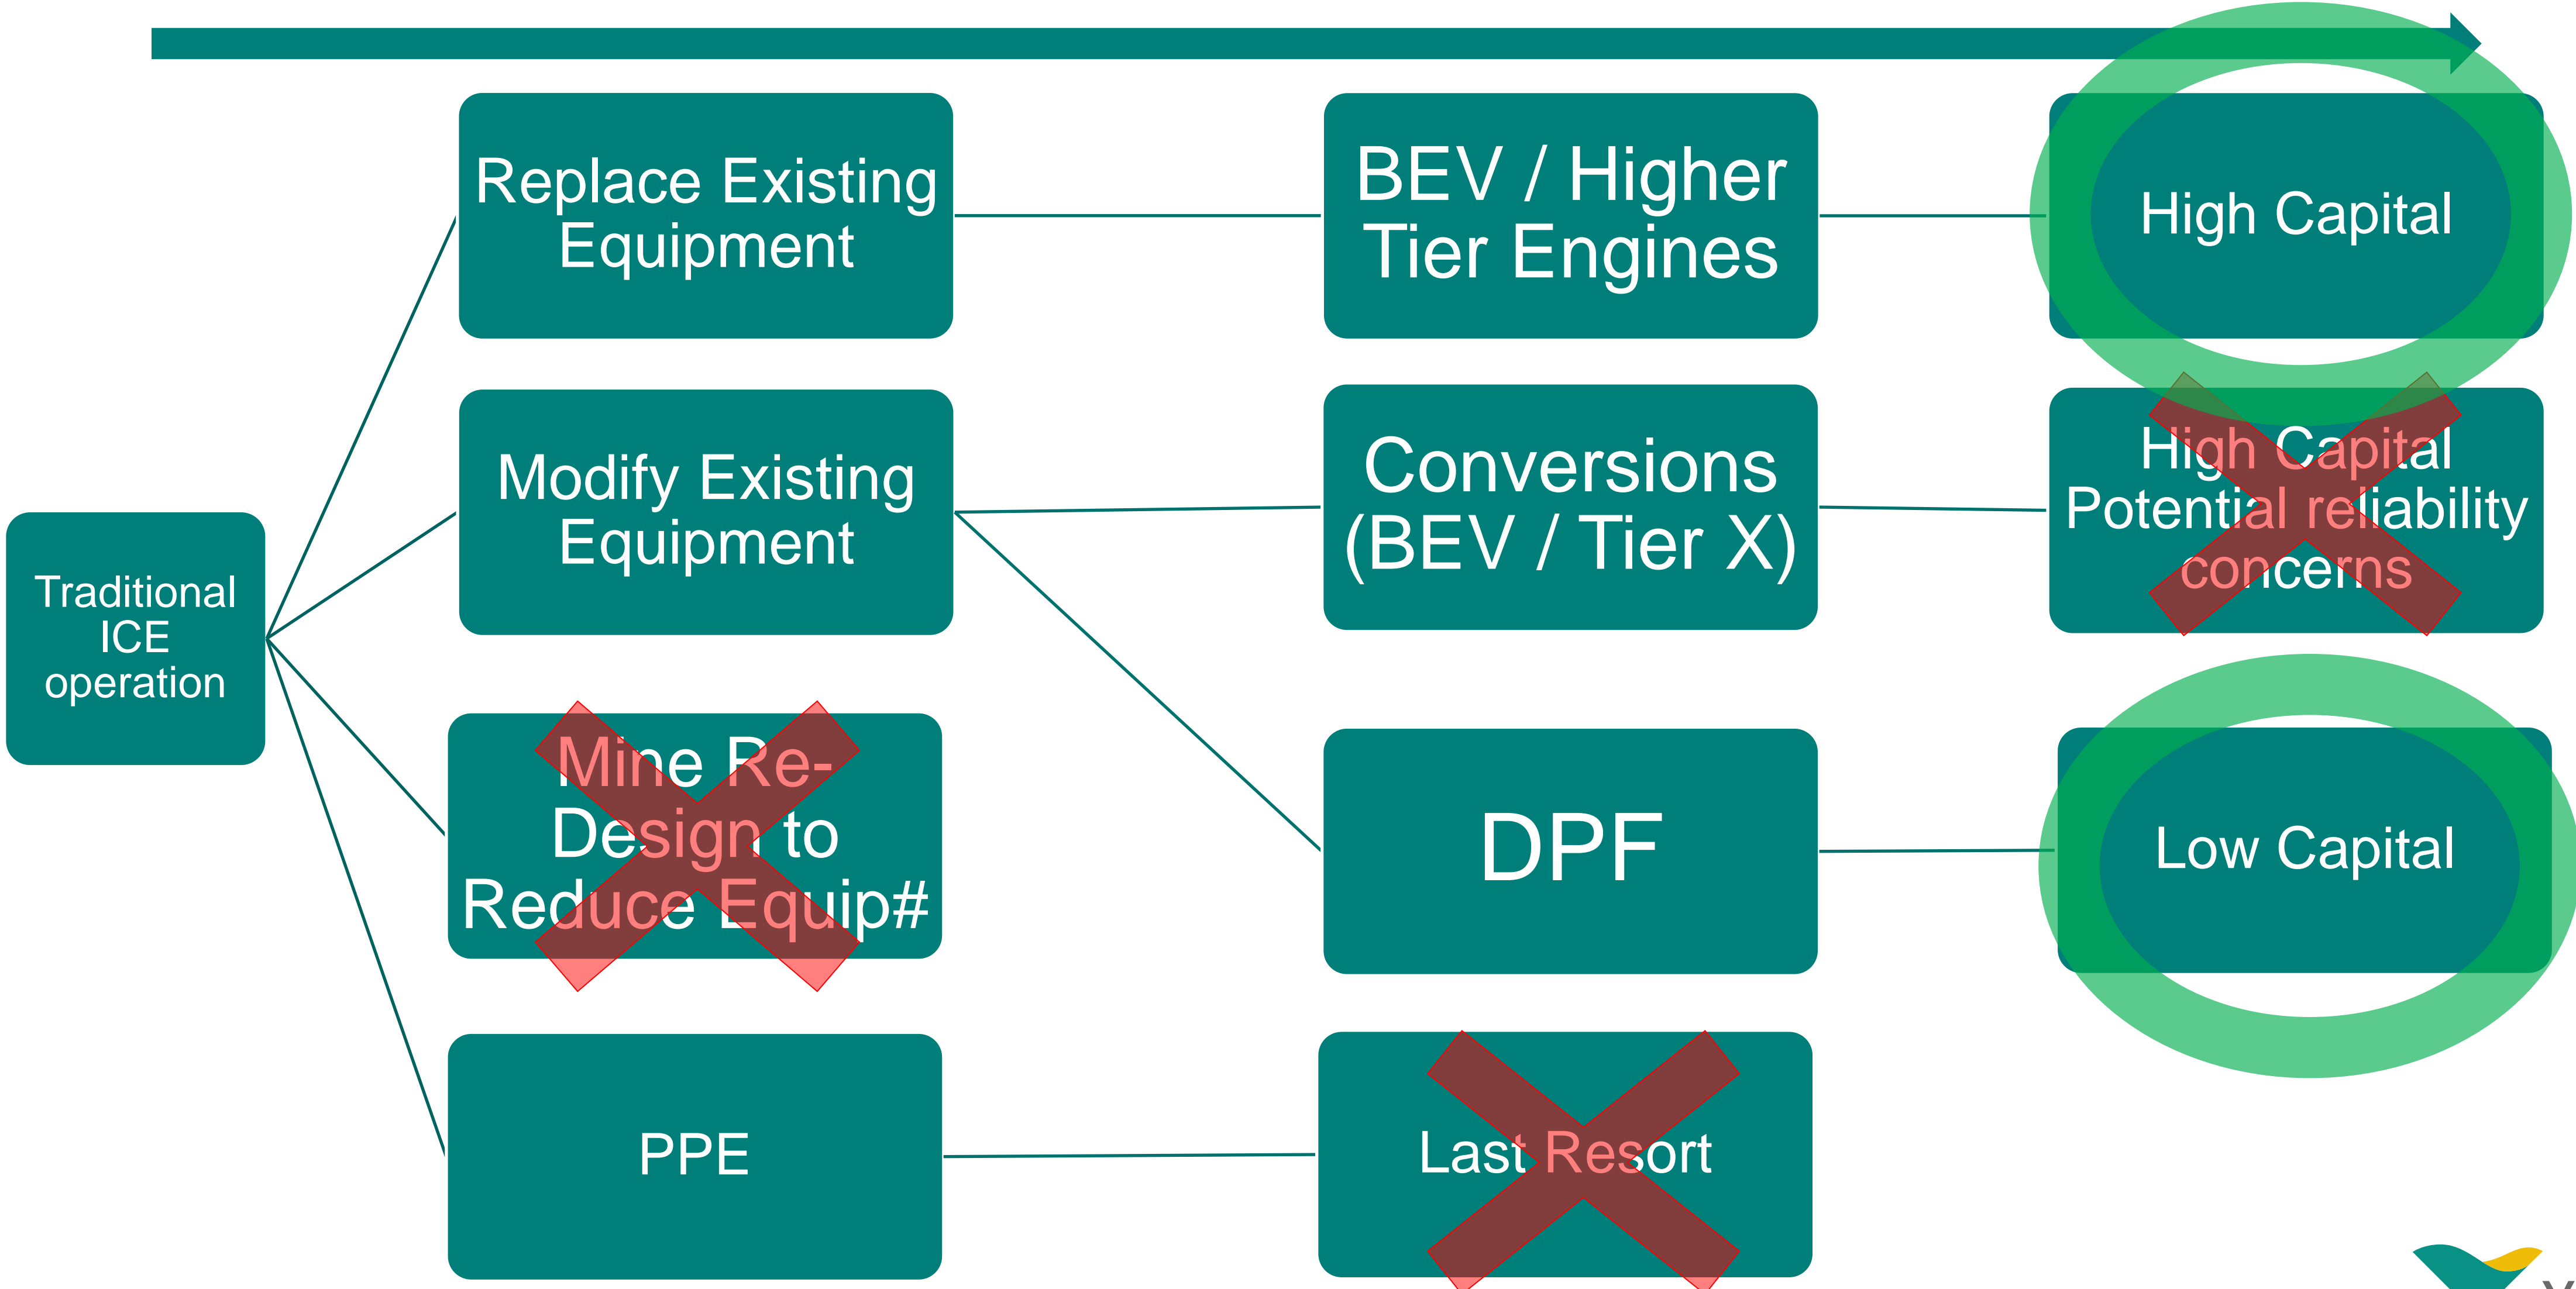 Replace Existing
Equipment
BEV / Higher
Tier Engines
High Capital
Modify Existing
Equipment
Conversions
(BEV / Tier X)
High Capital
Potential reliability
concerns
Traditional
ICE
operation
Mine Re-
Design to
Reduce Equip#
DPF
Low Capital
PPE
Last Resort